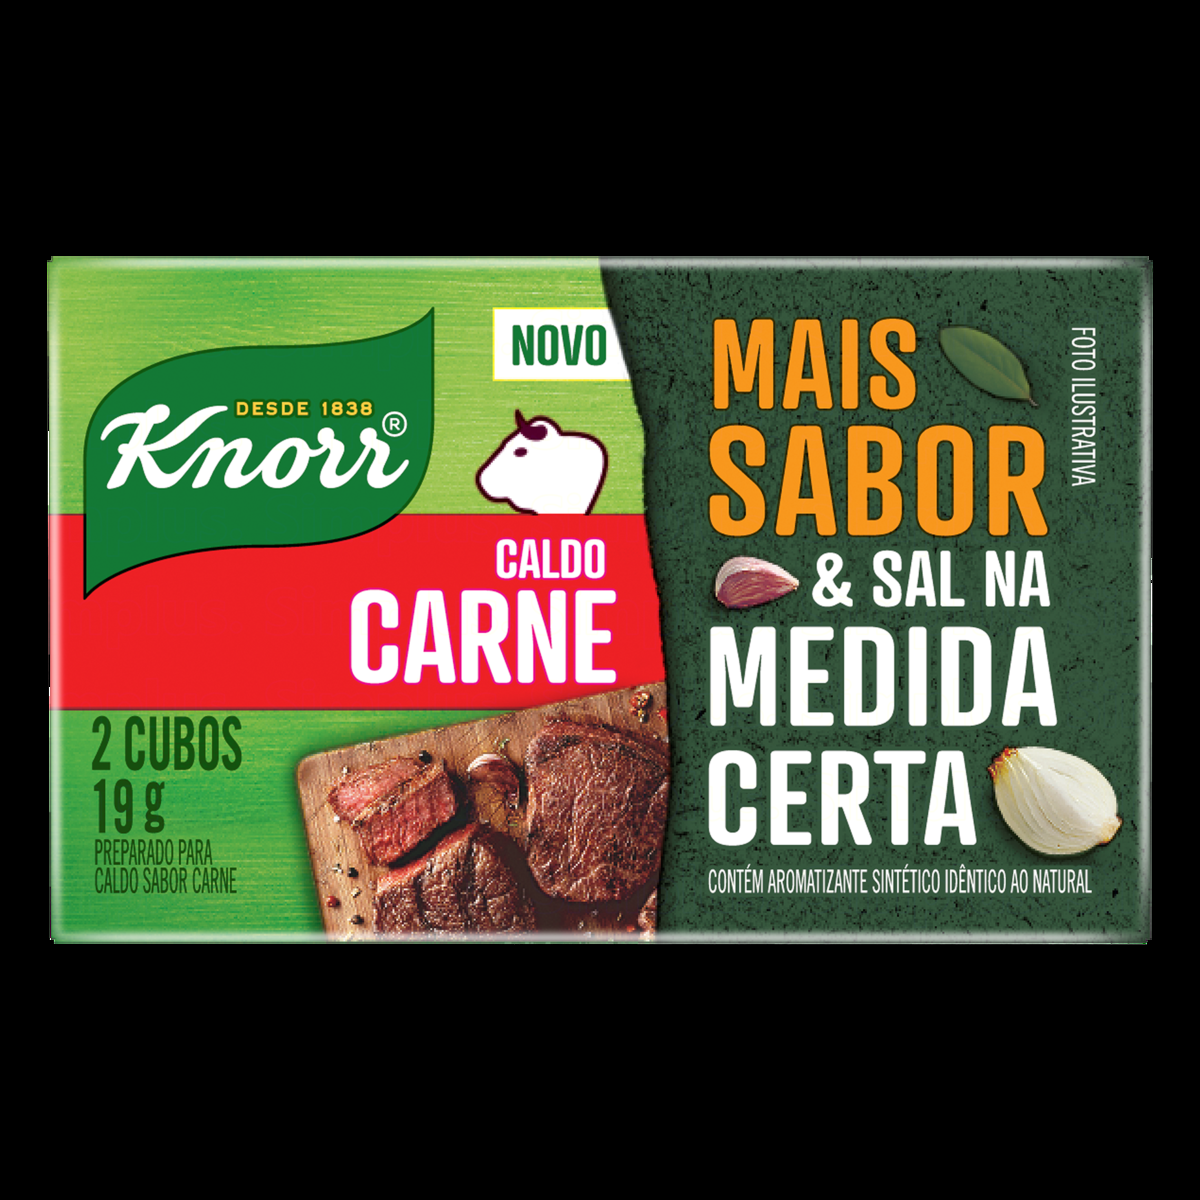 DESDE 1838
Knorr®
NOVO
CALDO
CARNE
2 CUBOS
19 g
PREPARADO PARA
CALDO SABOR CARNE
MAIS
SABOR
& SAL NA
MEDIDA
CERTA
CONTÉM AROMATIZANTE SINTÉTICO IDÊNTICO AO NATURAL
FOTO ILUSTRATIVA